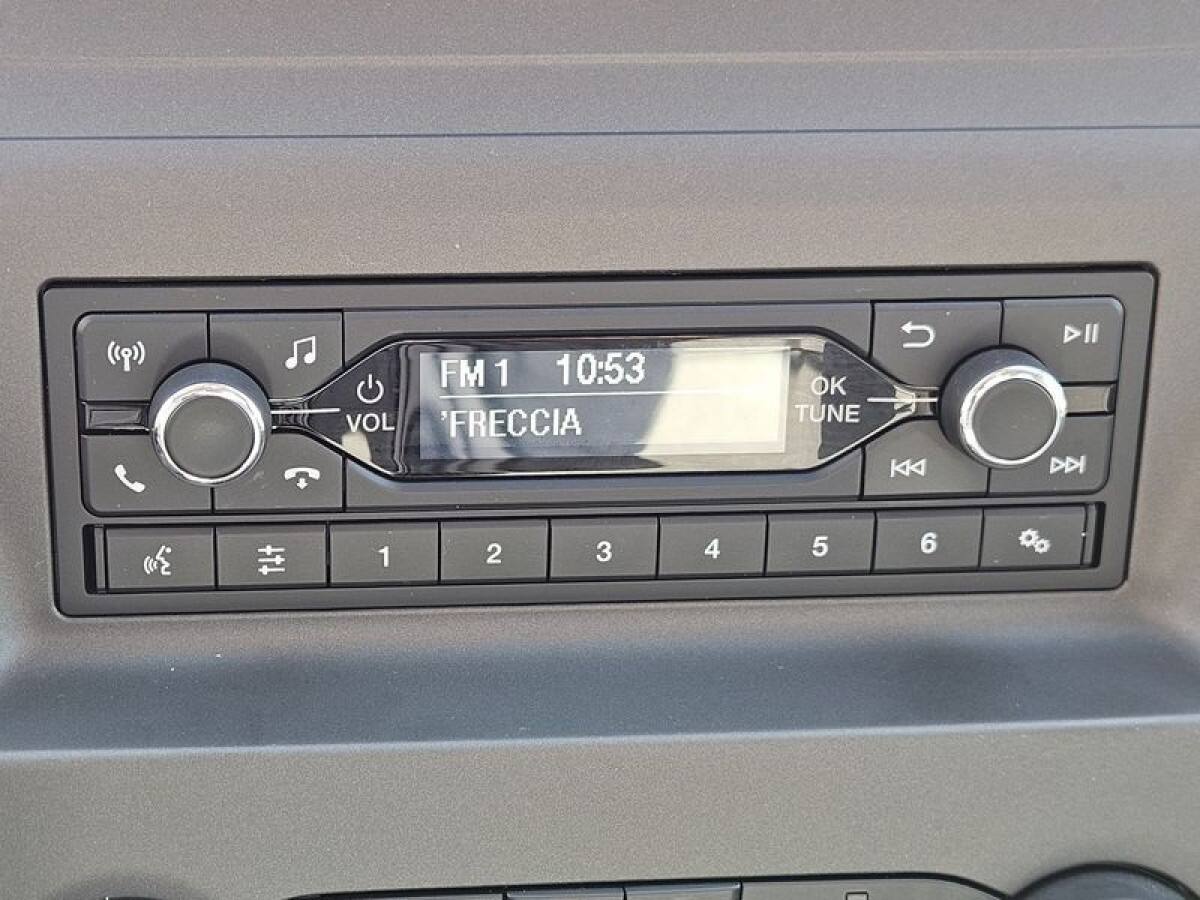 FM 1 10:53
'FRECCIA
VOL
OK
TUNE
1 2 3 4 5 6